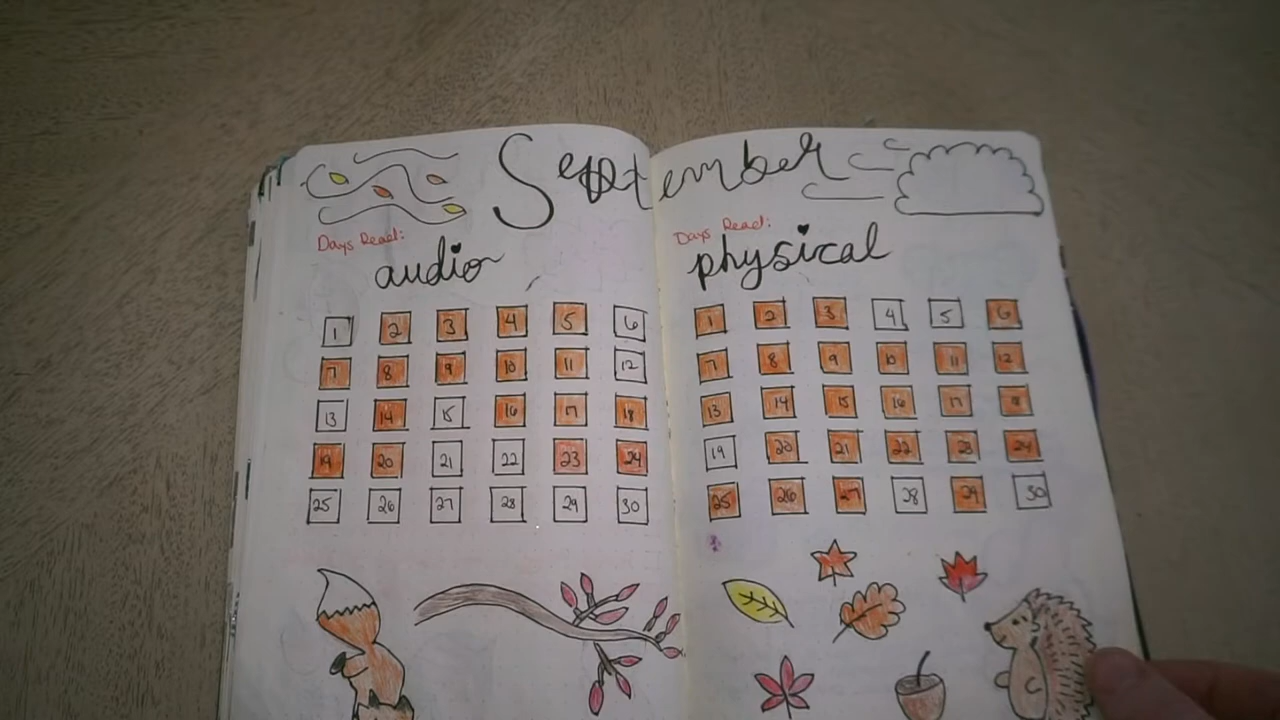 September
Days Read:
audio
1 2 3 4 5 6
7 8 9 10 11 12
13 14 15 16 17 18
19 20 21 22 23 24
25 26 27 28 29 30
Days Read:
physical
1 2 3 4 5 6
7 8 9 10 11 12
13 14 15 16 17 18
19 20 21 22 23 24
25 26 27 28 29 30